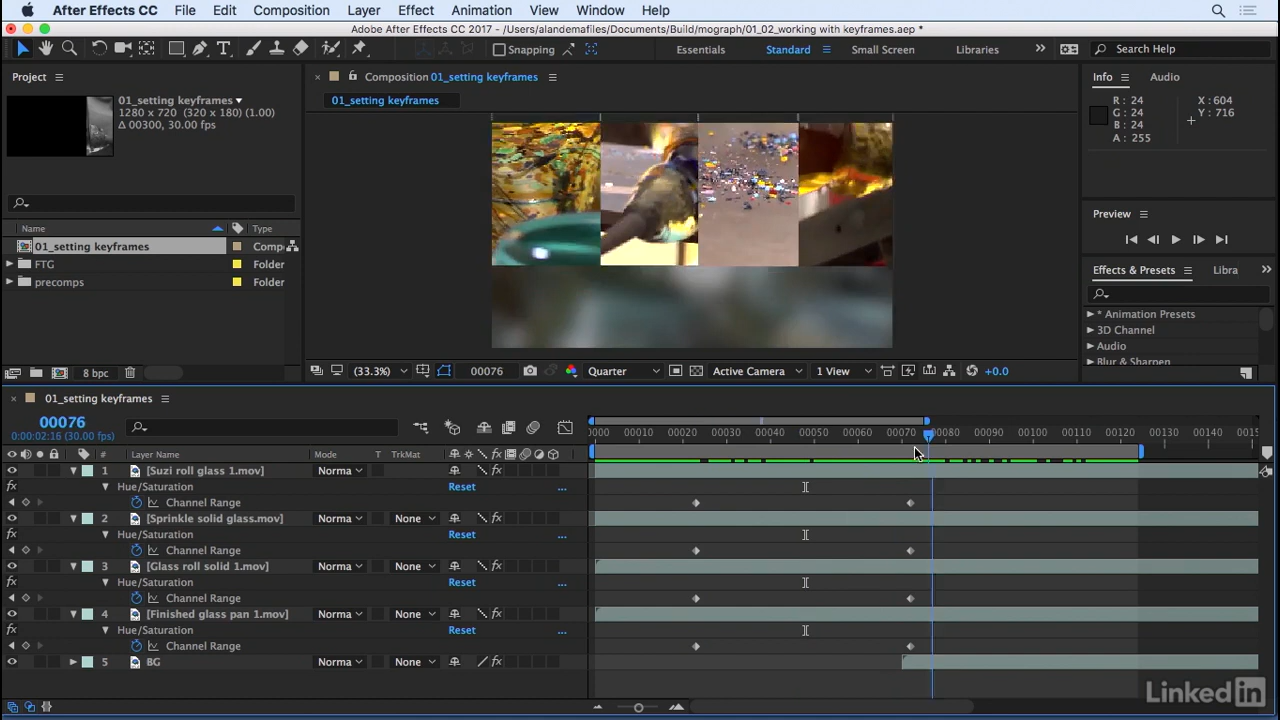 After Effects CC File Edit Composition Layer Effect Animation View Window Help
Adobe After Effects CC 2017 - /Users/alandemafiles/Documents/Build/mograph/01_02_working with keyframes.aep *
Snapping Essentials Standard Small Screen Libraries Search Help
Project
01_setting keyframes
1280 x 720 (320 x 180) (1.00)
Δ 00300, 30.00 fps
Name Type
01_setting keyframes Comp
FTG Folder
precomps Folder
8 bpc
Composition 01_setting keyframes
01_setting keyframes
(33.3%) 00076 Quarter Active Camera 1 View +0.0
Info Audio
R : 24 X : 604
G : 24 Y : 716
B : 24
A : 255
Preview
Effects & Presets Libra
* Animation Presets
3D Channel
Audio
Blur & Sharpen
01_setting keyframes
00076
0:00:02:16 (30.00 fps)
0000 00010 00020 00030 00040 00050 00060 00070 00080 00090 00100 00110 00120 00130 00140 0015
# Layer Name Mode T TrkMat
1 [Suzi roll glass 1.mov] Norma
Hue/Saturation Reset ...
Channel Range
2 [Sprinkle solid glass.mov] Norma None
Hue/Saturation Reset ...
Channel Range
3 [Glass roll solid 1.mov] Norma None
Hue/Saturation Reset ...
Channel Range
4 [Finished glass pan 1.mov] Norma None
Hue/Saturation Reset ...
Channel Range
5 BG Norma None
Linked in